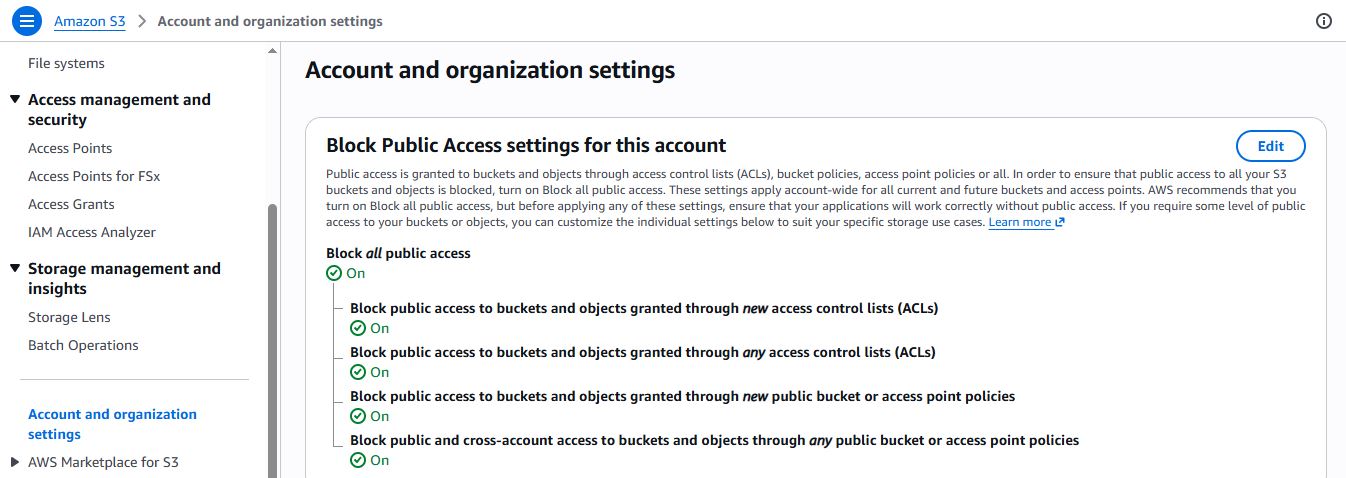 Amazon S3 > Account and organization settings
File systems
Access management and
security
Access Points
Access Points for FSx
Access Grants
IAM Access Analyzer
Storage management and
insights
Storage Lens
Batch Operations
Account and organization
settings
AWS Marketplace for S3
Account and organization settings
Block Public Access settings for this account
Edit
Public access is granted to buckets and objects through access control lists (ACLs), bucket policies, access point policies or all. In order to ensure that public access to all your S3
buckets and objects is blocked, turn on Block all public access. These settings apply account-wide for all current and future buckets and access points. AWS recommends that you
turn on Block all public access, but before applying any of these settings, ensure that your applications will work correctly without public access. If you require some level of public
access to your buckets or objects, you can customize the individual settings below to suit your specific storage use cases. Learn more
Block all public access
On
Block public access to buckets and objects granted through new access control lists (ACLs)
On
Block public access to buckets and objects granted through any access control lists (ACLs)
On
Block public access to buckets and objects granted through new public bucket or access point policies
On
Block public and cross-account access to buckets and objects through any public bucket or access point policies
On